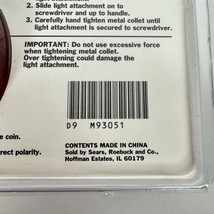 2. Slide light attachment on to
screwdriver and up to handle.
3. Carefully hand tighten metal collet until
light attachment is secured to screwdriver.
IMPORTANT: Do not use excessive force
when tightening metal collet.
Over tightening could damage the
light attachment.
D9 M93051
e coin.
rrect polarity.
CONTENTS MADE IN CHINA
Sold by Sears, Roebuck and Co.,
Hoffman Estates, IL 60179